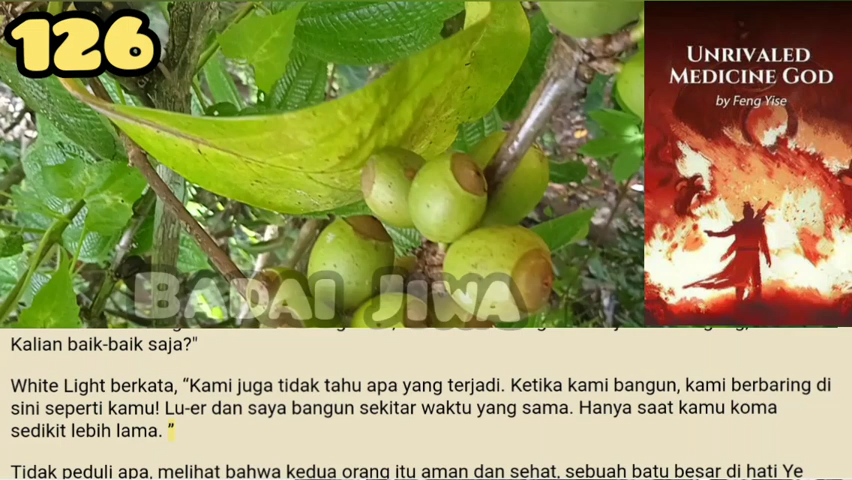 126
UNRIVALED
MEDICINE GOD
by Feng Yise
BADAI JIWA
Kalian baik-baik saja?"
White Light berkata, “Kami juga tidak tahu apa yang terjadi. Ketika kami bangun, kami berbaring di
sini seperti kamu! Lu-er dan saya bangun sekitar waktu yang sama. Hanya saat kamu koma
sedikit lebih lama. ”
Tidak peduli apa, melihat bahwa kedua orang itu aman dan sehat, sebuah batu besar di hati Ye